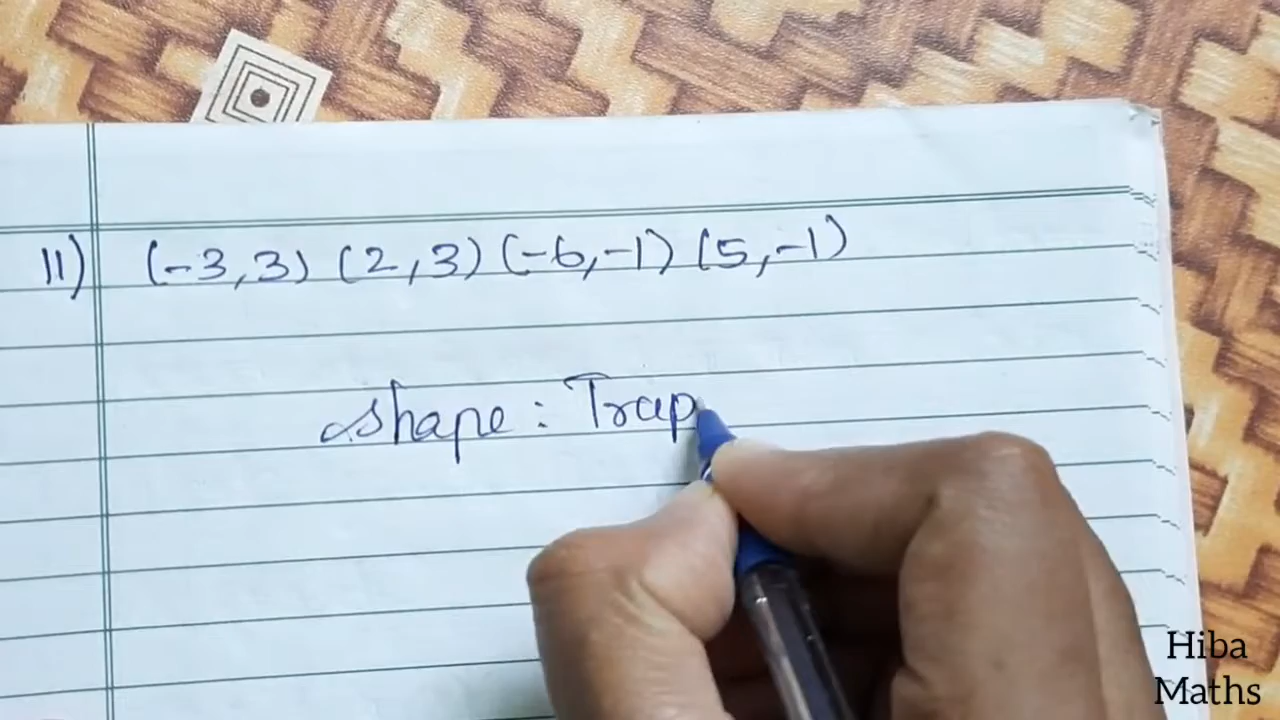 11) (-3,3) (2,3) (-6,-1) (5,-1)
Shape : Trap
Hiba
Maths